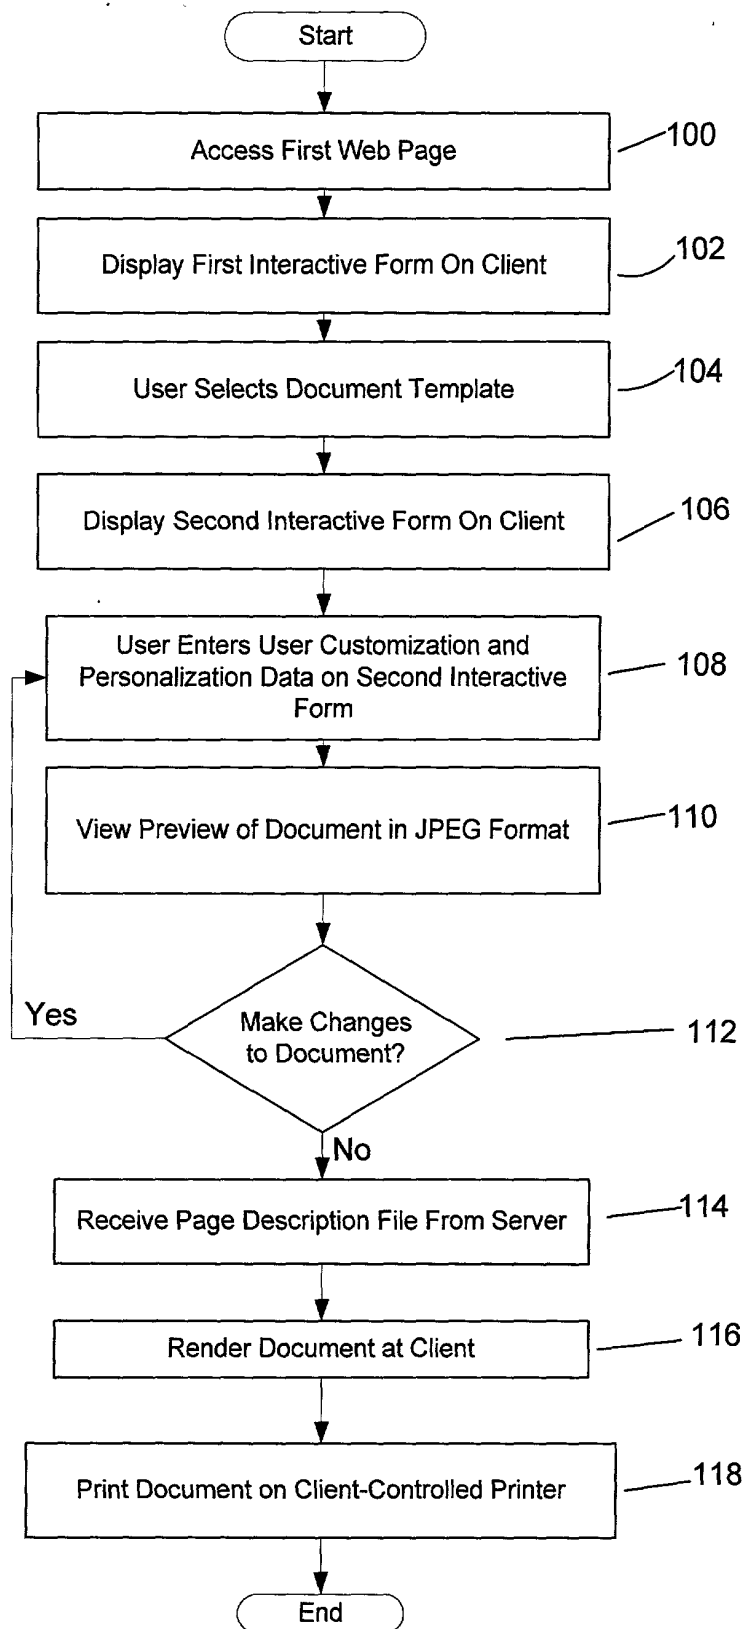 Start
Access First Web Page
100
Display First Interactive Form On Client
102
User Selects Document Template
104
Display Second Interactive Form On Client
106
User Enters User Customization and
Personalization Data on Second Interactive
Form
108
View Preview of Document in JPEG Format
110
Make Changes
to Document?
112
Yes
No
Receive Page Description File From Server
114
Render Document at Client
116
Print Document on Client-Controlled Printer
118
End